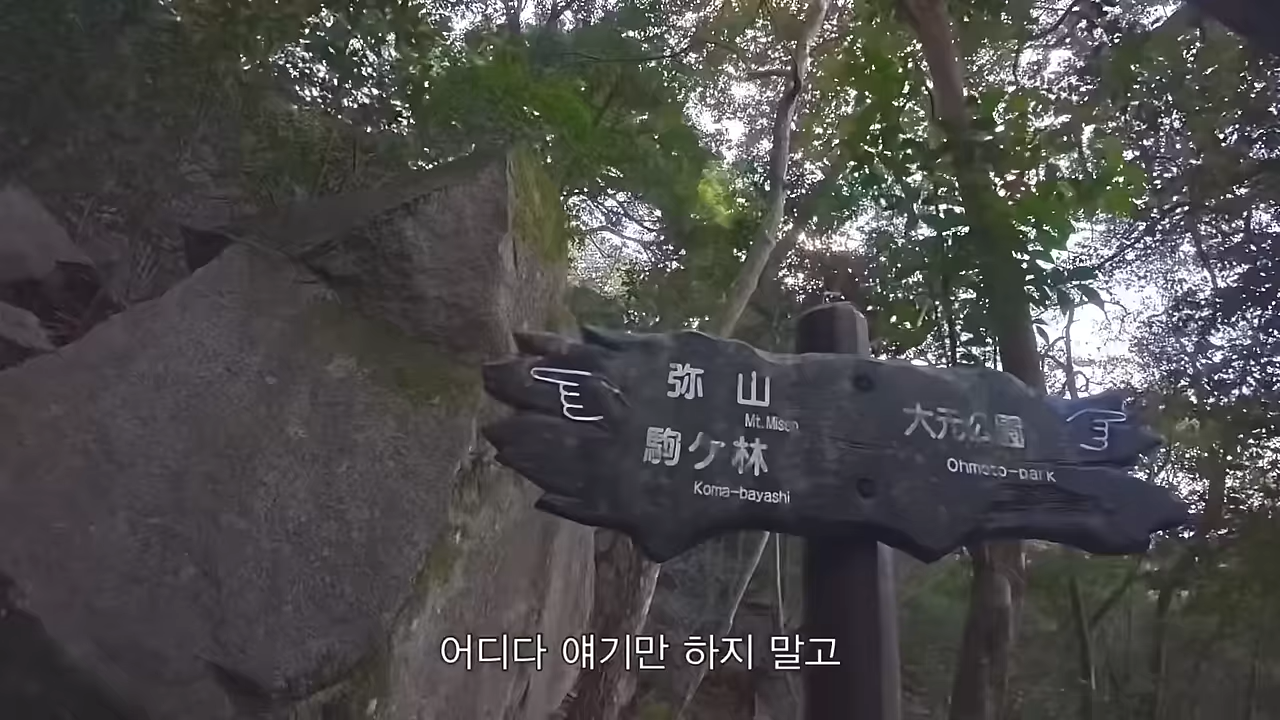 弥山
Mt. Misen
駒ケ林
Koma-bayashi
大元公園
Ohmoto-park
어디다 얘기만 하지 말고